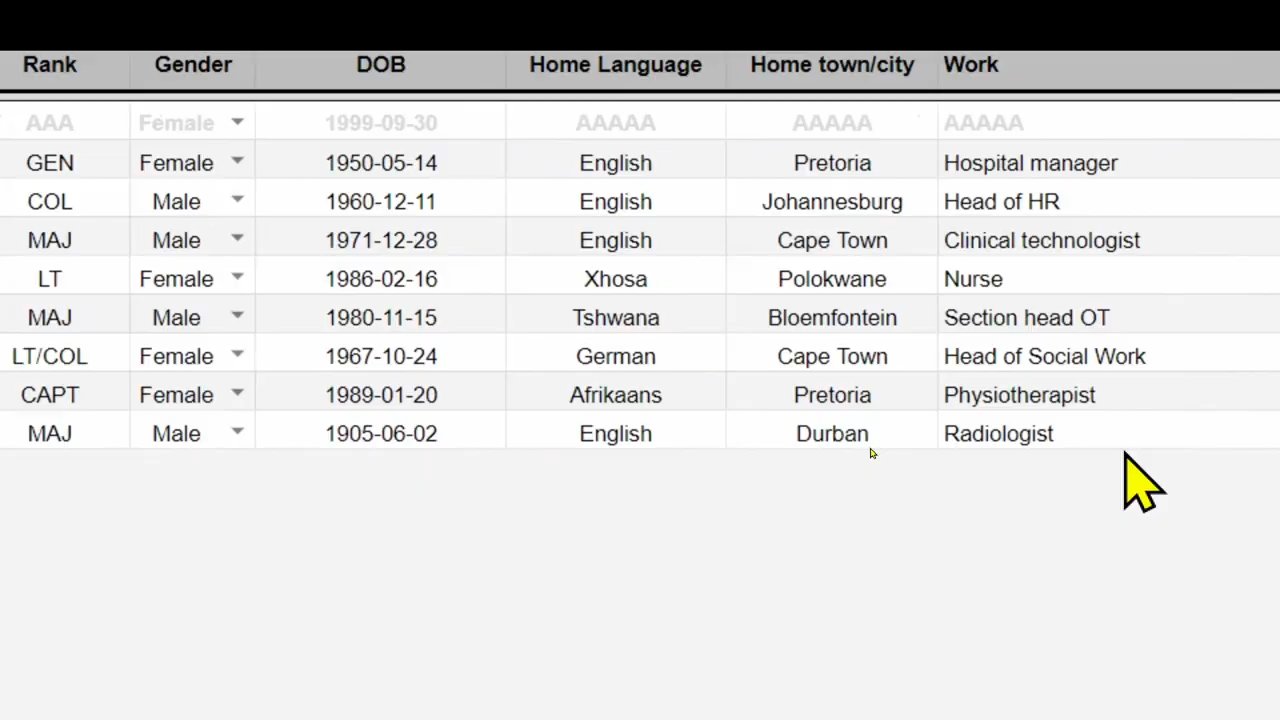 Rank Gender DOB Home Language Home town/city Work
AAA Female 1999-09-30 AAAAA AAAAA AAAAA
GEN Female 1950-05-14 English Pretoria Hospital manager
COL Male 1960-12-11 English Johannesburg Head of HR
MAJ Male 1971-12-28 English Cape Town Clinical technologist
LT Female 1986-02-16 Xhosa Polokwane Nurse
MAJ Male 1980-11-15 Tshwana Bloemfontein Section head OT
LT/COL Female 1967-10-24 German Cape Town Head of Social Work
CAPT Female 1989-01-20 Afrikaans Pretoria Physiotherapist
MAJ Male 1905-06-02 English Durban Radiologist